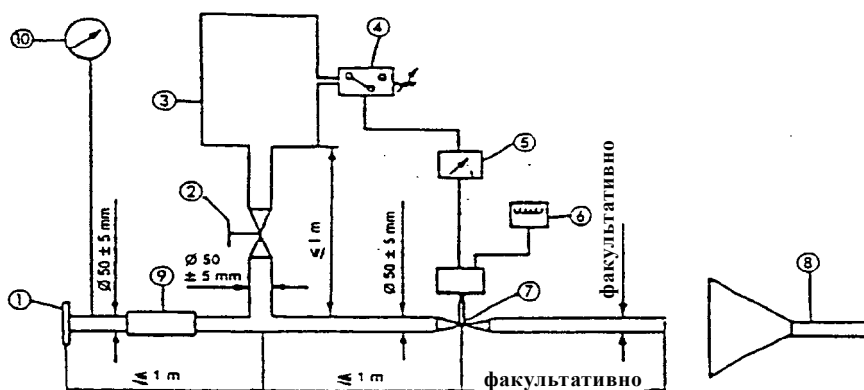 10
4
3
5
2
≤ 1 m
6
Ø 50 ± 5 mm
Ø 50
± 5 mm
Ø 50 ± 5 mm
факультативно
1
9
7
8
≤ 1 m
≤ 1 m
факультативно